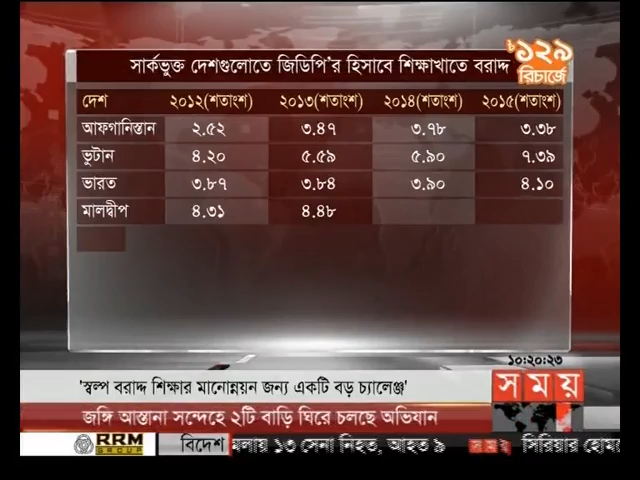 সার্কভুক্ত দেশগুলোতে জিডিপি'র হিসাবে শিক্ষাখাতে বরাদ্দ
৳১২৯
রিচার্জে
দেশ ২০১২(শতাংশ) ২০১৩(শতাংশ) ২০১৪(শতাংশ) ২০১৫(শতাংশ)
আফগানিস্তান ২.৫২ ৩.৪৭ ৩.৭৮ ৩.৩৮
ভুটান ৪.২০ ৫.৫৯ ৫.৯০ ৭.৩৯
ভারত ৩.৮৭ ৩.৮৪ ৩.৯০ ৪.১০
মালদ্বীপ ৪.৩১ ৪.৪৮
১০:২০:২৩
'স্বল্প বরাদ্দ শিক্ষার মানোন্নয়ন জন্য একটি বড় চ্যালেঞ্জ'
সময়
জঙ্গি আস্তানা সন্দেহে ২টি বাড়ি ঘিরে চলছে অভিযান
RRM GROUP বিদেশ মলায় ১৩ সেনা নিহত, আহত ৯ সময় সিরিয়ার হোম